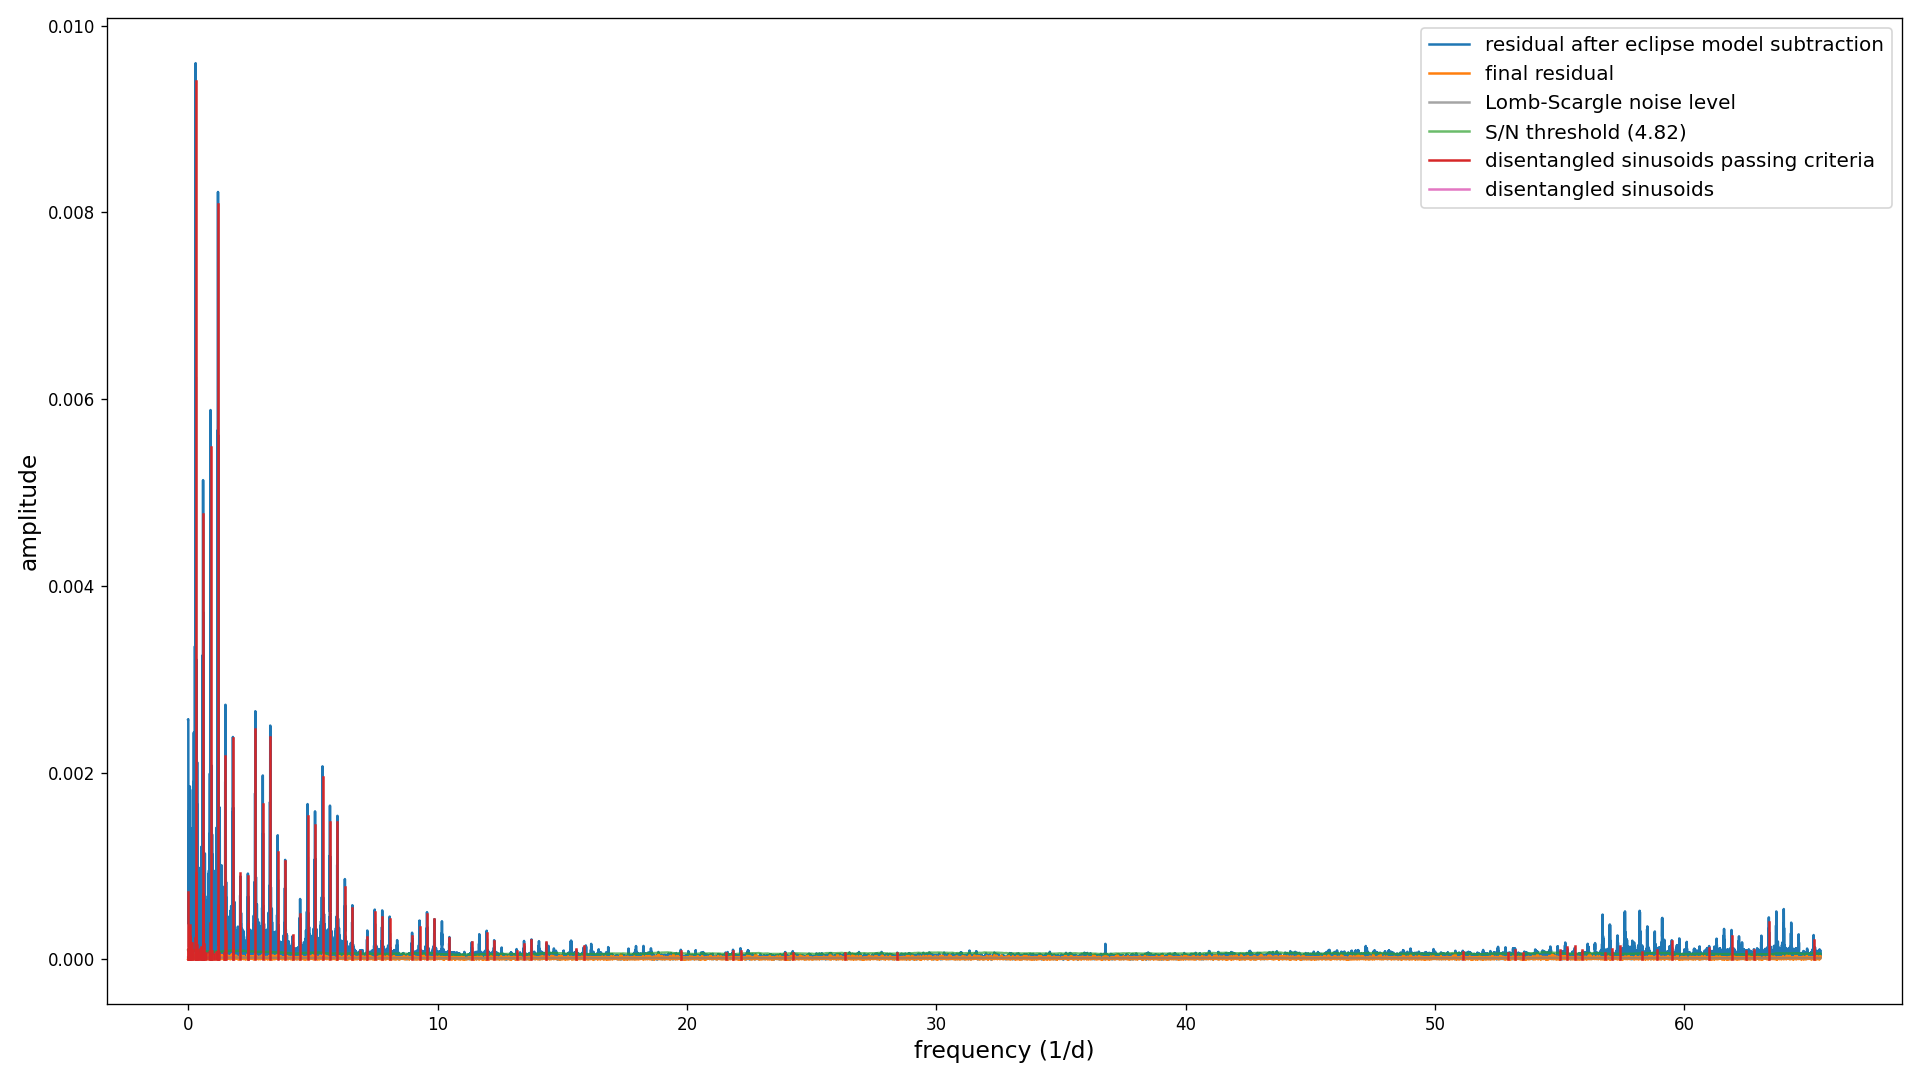 0.010
0.008
0.006
0.004
0.002
0.000
amplitude
0
10
20
30
40
50
60
frequency (1/d)
residual after eclipse model subtraction
final residual
Lomb-Scargle noise level
S/N threshold (4.82)
disentangled sinusoids passing criteria
disentangled sinusoids